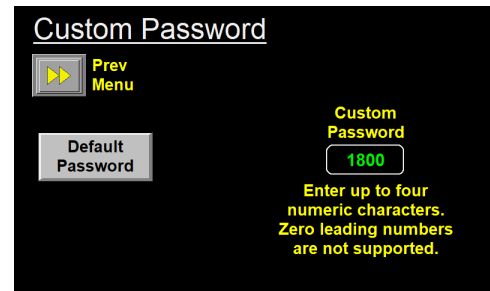 Custom Password
Prev
Menu
Default
Password
Custom
Password
1800
Enter up to four
numeric characters.
Zero leading numbers
are not supported.